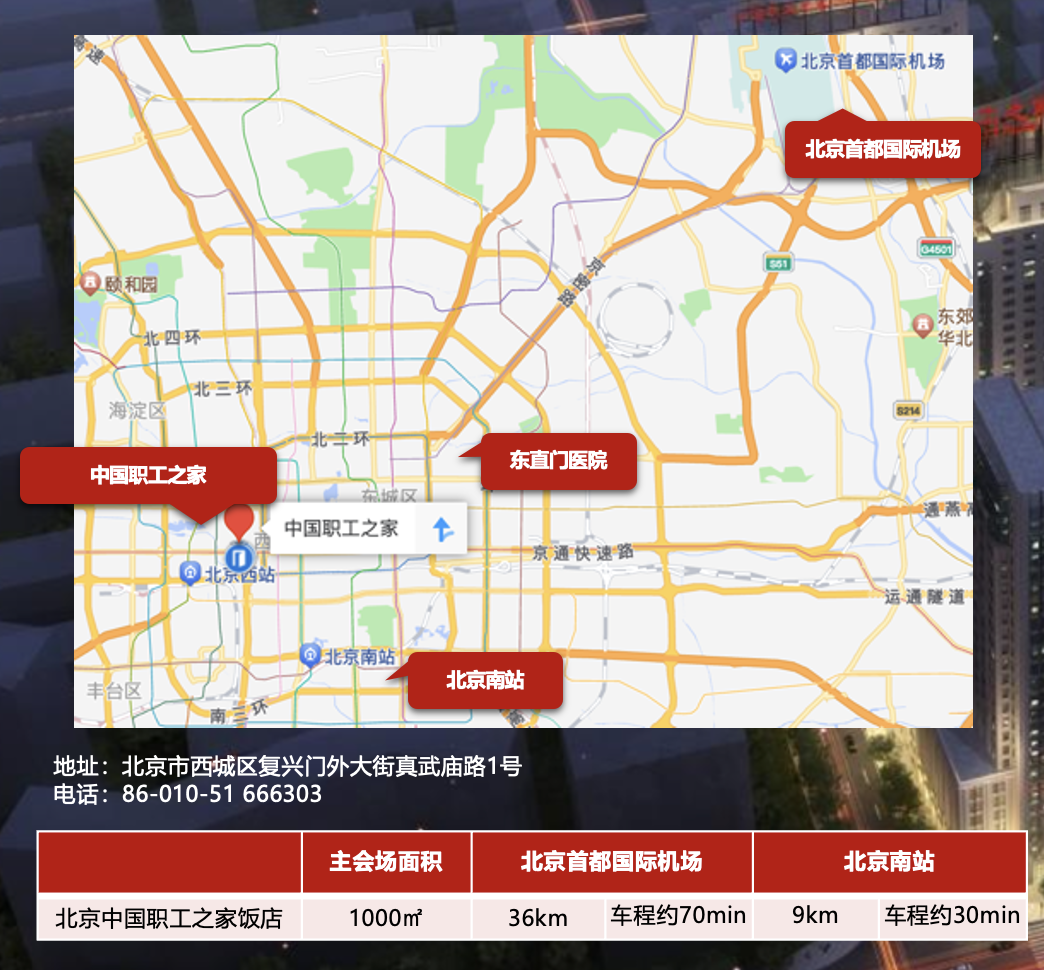 高速
北京首都国际机场
北京首都国际机场
G4501
京密路
S51
颐和园
东郊
华北
北四环
北三环
S214
海淀区
北二环
东直门医院
中国职工之家
东城区
通燕高
中国职工之家
西
京通快速路
北京西站
运通隧道
北京南站
北京南站
丰台区
南三环
地址：北京市西城区复兴门外大街真武庙路1号
电话：86-010-51 666303
主会场面积 北京首都国际机场 北京南站
北京中国职工之家饭店 1000㎡ 36km 车程约70min 9km 车程约30min